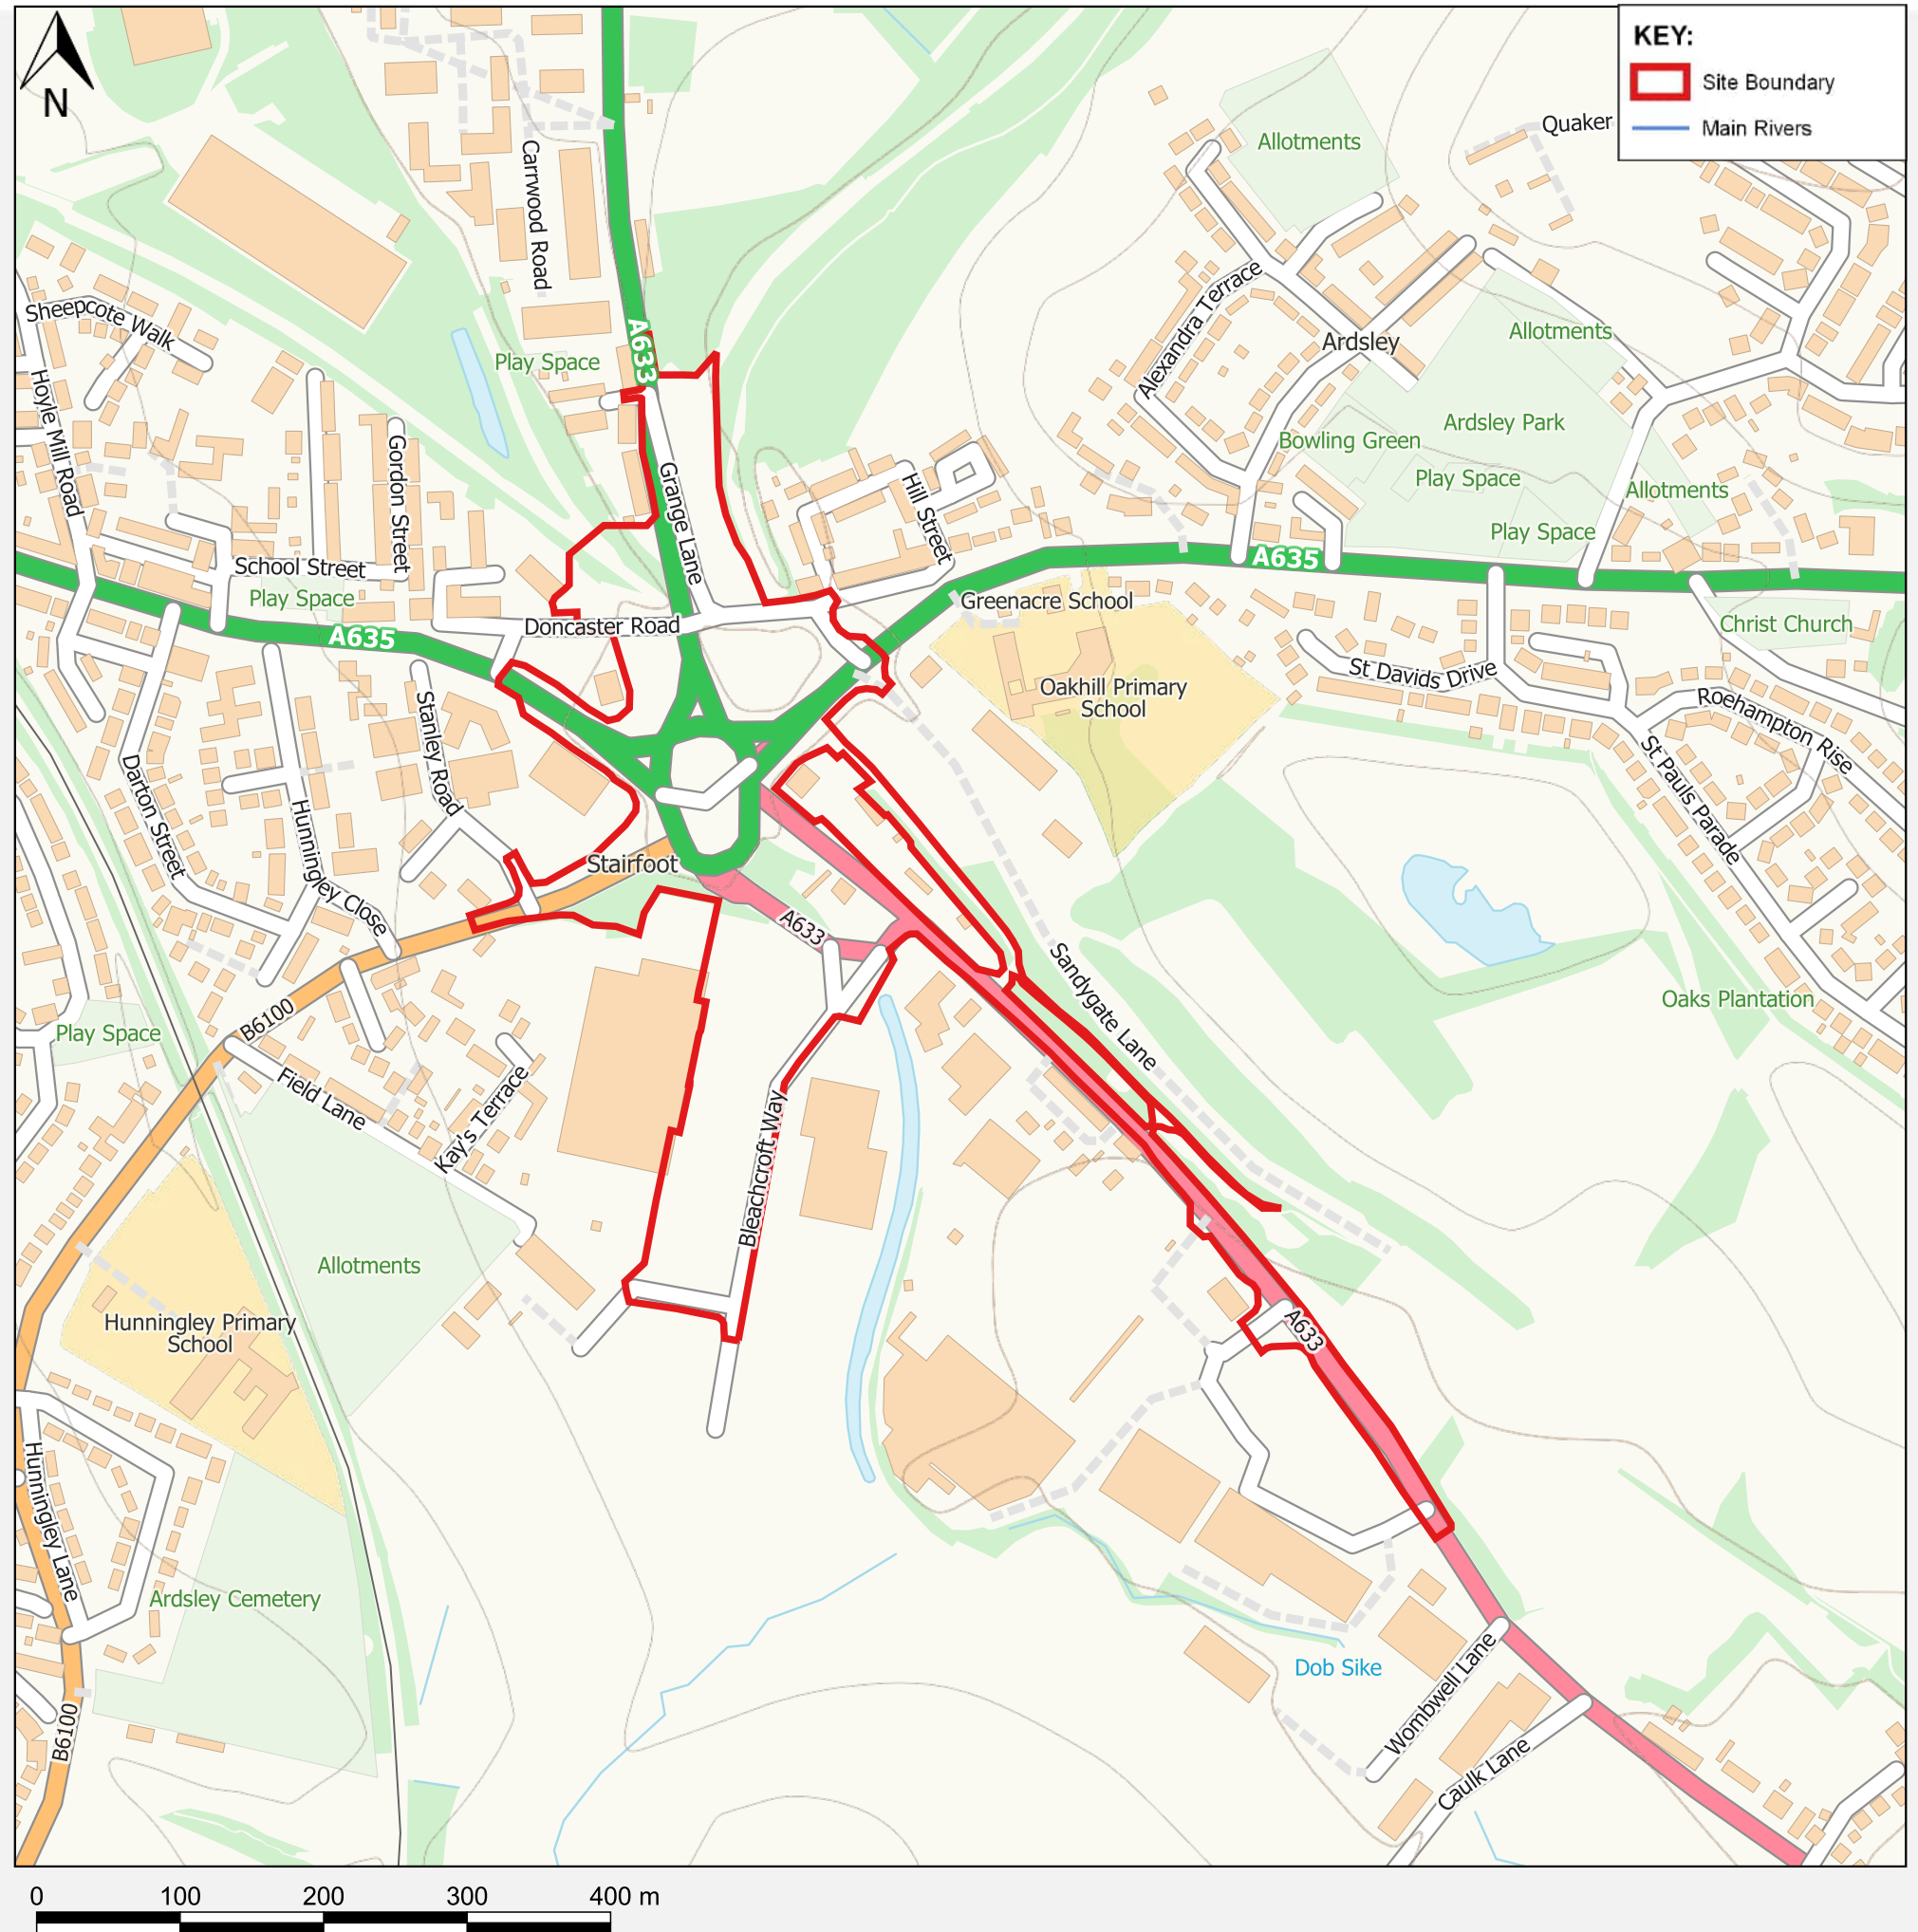 KEY:
Site Boundary
Main Rivers
N
Quaker
Allotments
Carrwood Road
Alexandra Terrace
Sheepcote Walk
A633
Play Space
Ardsley
Allotments
Hoyle Mill Road
Gordon Street
Grange Lane
Hill Street
Bowling Green
Ardsley Park
Play Space
Allotments
Play Space
School Street
A635
Play Space
Greenacre School
Doncaster Road
Christ Church
A635
St Davids Drive
Oakhill Primary
School
Roehampton Rise
Stanley Road
Darton Street
Hunningley Close
St Pauls Parade
Stairfoot
A633
Sandygate Lane
Oaks Plantation
B6100
Play Space
Field Lane
Kay's Terrace
Bleachcroft Way
Allotments
Hunningley Primary
School
A633
Hunningley Lane
Ardsley Cemetery
Dob Sike
Wombwell Lane
B6100
Caulk Lane
0 100 200 300 400 m